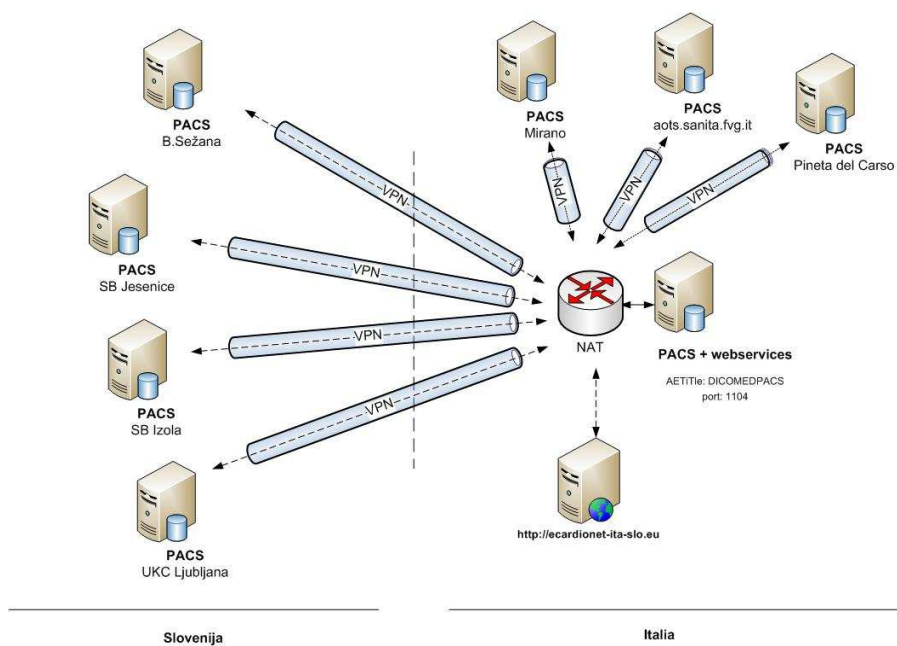 PACS
B.Sežana
PACS
Mirano
PACS
aots.sanita.fvg.it
PACS
Pineta del Carso
VPN
VPN
VPN
VPN
PACS
SB Jesenice
VPN
VPN
PACS
SB Izola
VPN
NAT
PACS + webservices
AETiTle: DICOMEDPACS
port: 1104
PACS
UKC Ljubljana
http://ecardionet-ita-slo.eu
Slovenija
Italia